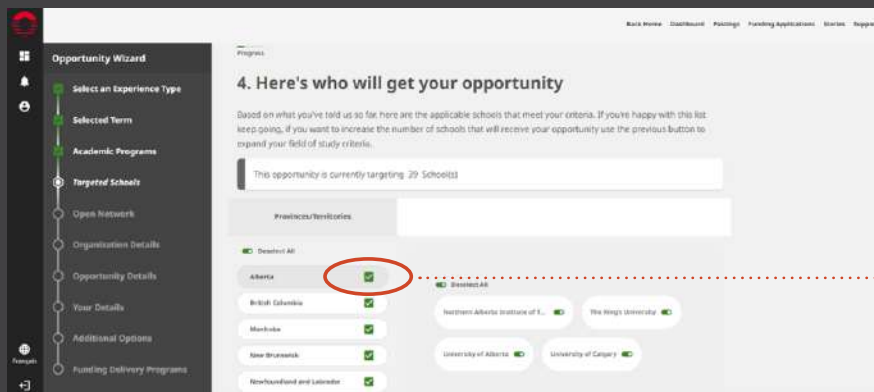 Back Home Dashboard Postings Funding Applications Stories
Opportunity Wizard
Select an Experience Type
Selected Term
Academic Programs
Targeted Schools
Open Network
Organization Details
Opportunity Details
Your Details
Additional Options
Funding Delivery Programs
Français
Progress
4. Here's who will get your opportunity
Based on what you've told us so far, here are the applicable schools that meet your criteria. If you're happy with this list
keep going, if you want to increase the number of schools that will receive your opportunity use the previous button to
expand your field of study criteria.
This opportunity is currently targeting 29 School(s)
Provinces/Territories
Deselect All
Alberta
British Columbia
Manitoba
New Brunswick
Newfoundland and Labrador
Deselect All
Northern Alberta Institute of T...
The King's University
University of Alberta
University of Calgary